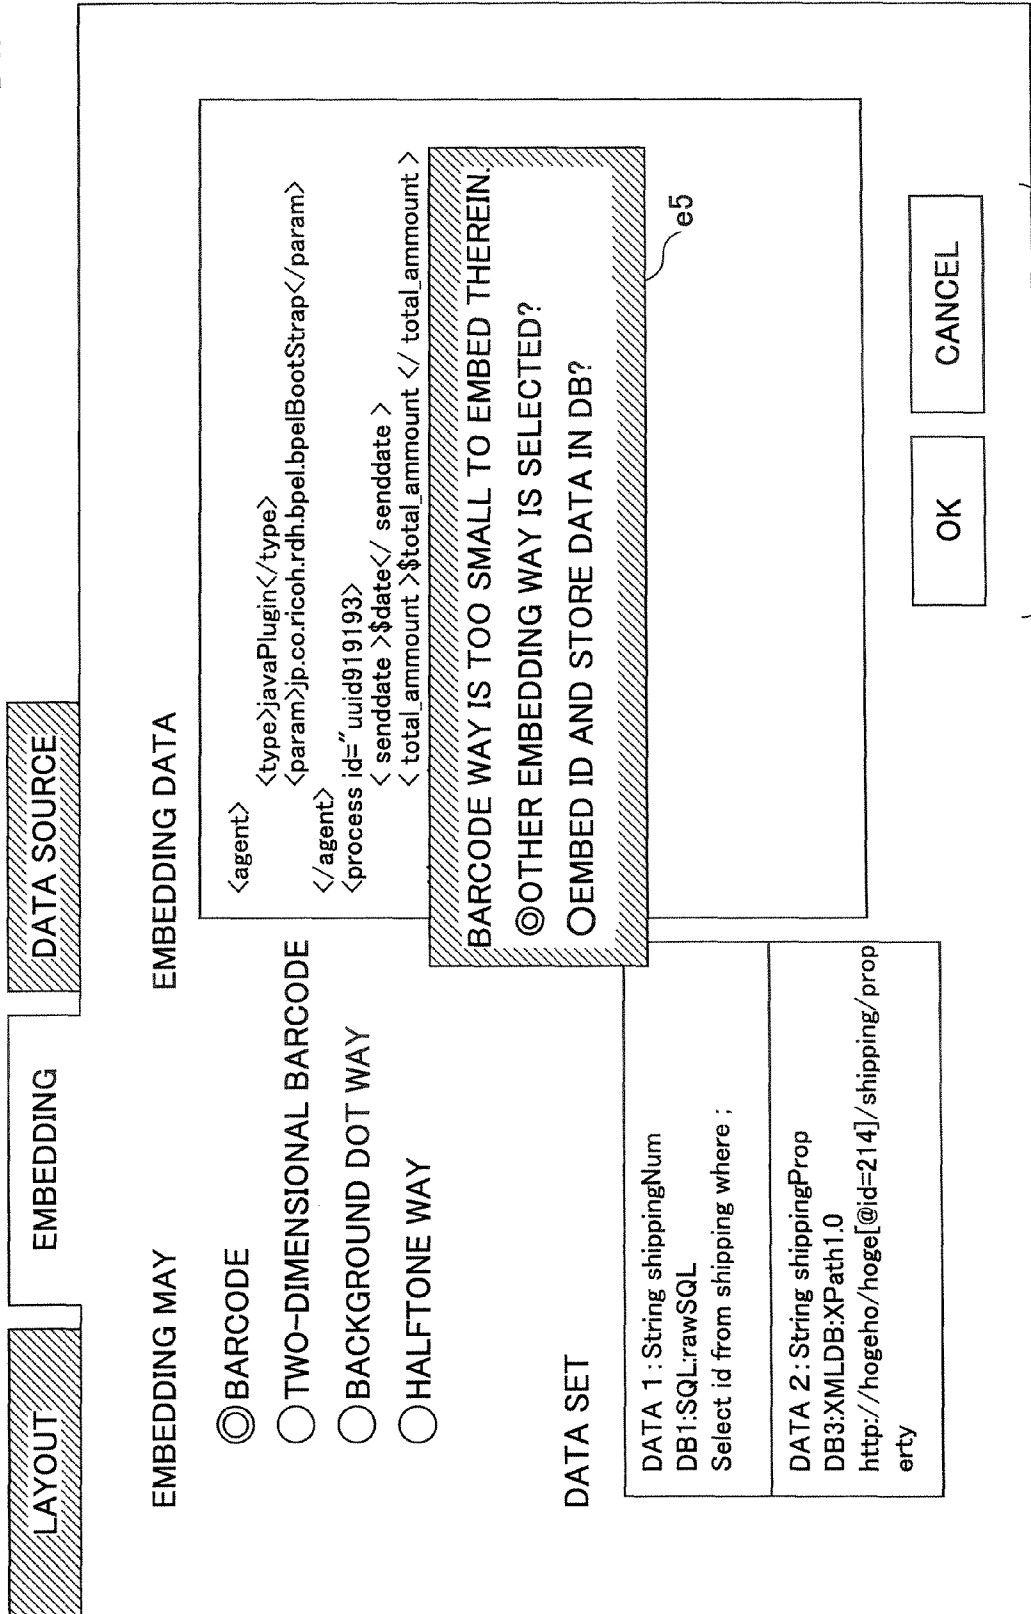 LAYOUT
EMBEDDING
DATA SOURCE
EMBEDDING MAY
BARCODE
TWO-DIMENSIONAL BARCODE
BACKGROUND DOT WAY
HALFTONE WAY
DATA SET
DATA 1 : String shippingNum
DB1:SQL:rawSQL
Select id from shipping where ;
DATA 2 : String shippingProp
DB3:XMLDB:XPath1.0
http://hogeho/hoge[@id=214]/shipping/prop
erty
EMBEDDING DATA
<agent>
<type>javaPlugin</type>
<param>jp.co.ricoh.rdh.bpel.bpelBootStrap</param>
</agent>
<process id="uuid919193>
< senddate >$date</ senddate >
< total_ammount >$total_ammount </ total_ammount >
BARCODE WAY IS TOO SMALL TO EMBED THEREIN.
OTHER EMBEDDING WAY IS SELECTED?
EMBED ID AND STORE DATA IN DB?
e5
OK
CANCEL